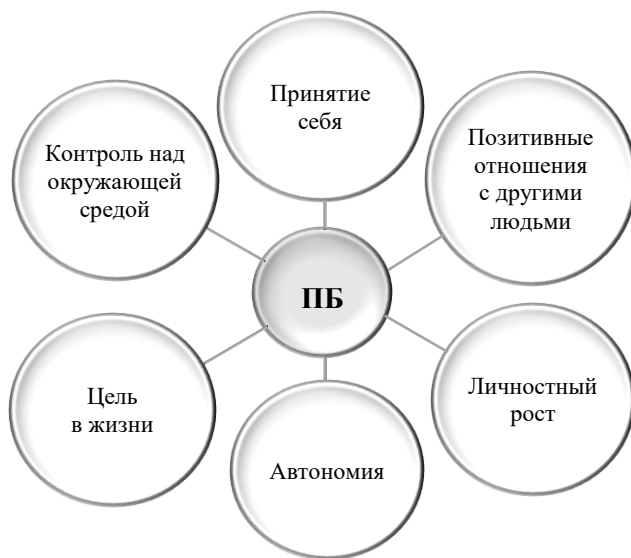 Принятие
себя
Контроль над
окружающей
средой
Позитивные
отношения
с другими
людьми
ПБ
Цель
в жизни
Личностный
рост
Автономия